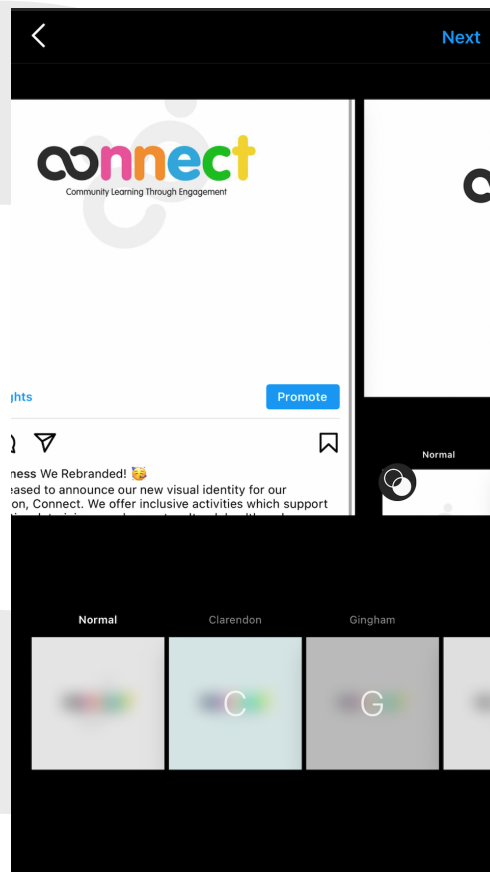 Next
connect
Community Learning Through Engagement
ghts
Promote
ness We Rebranded! 🥳
eased to announce our new visual identity for our
on, Connect. We offer inclusive activities which support
Normal
Normal
Clarendon
Gingham
C
G